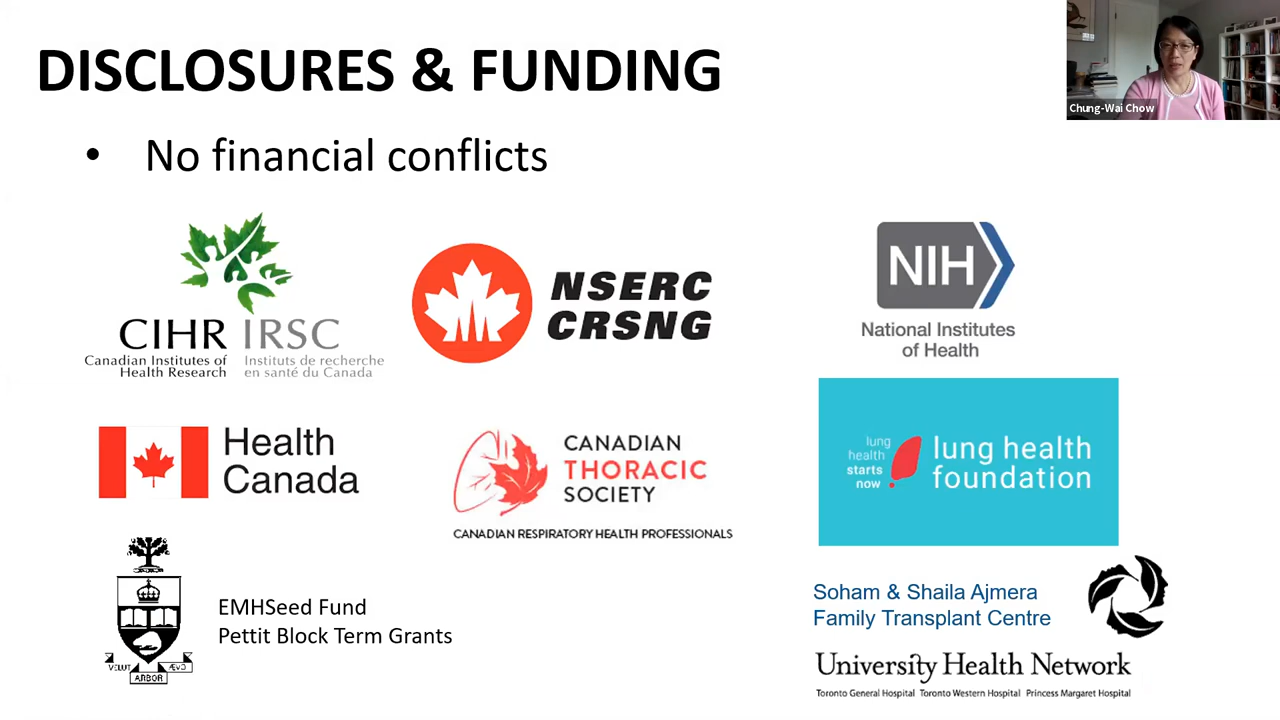 DISCLOSURES & FUNDING
Chung-Wai Chow
• No financial conflicts
CIHR IRSC
Canadian Institutes of Health Research
Instituts de recherche en santé du Canada
NSERC
CRSNG
NIH
National Institutes
of Health
Health
Canada
CANADIAN
THORACIC
SOCIETY
CANADIAN RESPIRATORY HEALTH PROFESSIONALS
lung
health
starts
now
lung health
foundation
VELUT
ARBOR
ÆVO
EMHSeed Fund
Pettit Block Term Grants
Soham & Shaila Ajmera
Family Transplant Centre
University Health Network
Toronto General Hospital Toronto Western Hospital Princess Margaret Hospital